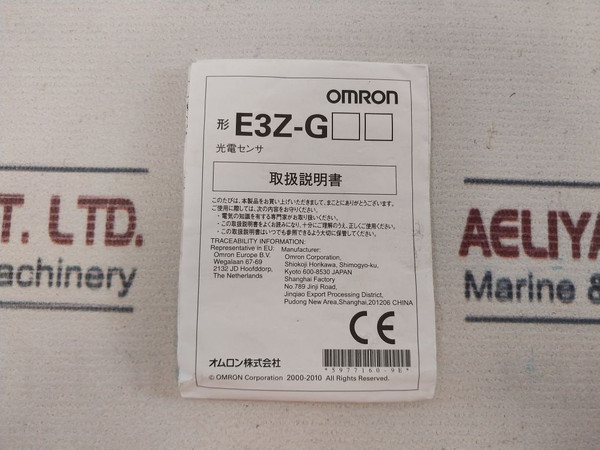 OMRON
形 E3Z-G□□
光電センサ
取扱説明書
このたびは、本製品をお買い上げいただきまして、まことにありがとうございます。
ご使用に際しては、次の内容をお守りください。
・電気の知識を有する専門家がお取り扱いください。
・この取扱説明書をよくお読みになり、十分にご理解のうえ、正しくご使用ください。
・この取扱説明書はいつでも参照できるよう大切に保管してください。
TRACEABILITY INFORMATION:
Representative in EU:
Omron Europe B.V.
Wegalaan 67-69
2132 JD Hoofddorp,
The Netherlands
Manufacturer:
Omron Corporation,
Shiokoji Horikawa, Shimogyo-ku,
Kyoto 600-8530 JAPAN
Shanghai Factory
No.789 Jinji Road,
Jinqiao Export Processing District,
Pudong New Area,Shanghai,201206 CHINA
CE
オムロン株式会社
*5977160-9E*
© OMRON Corporation 2000-2010 All Rights Reserved.
T. LTD.
achinery
AELIYA
Marine &